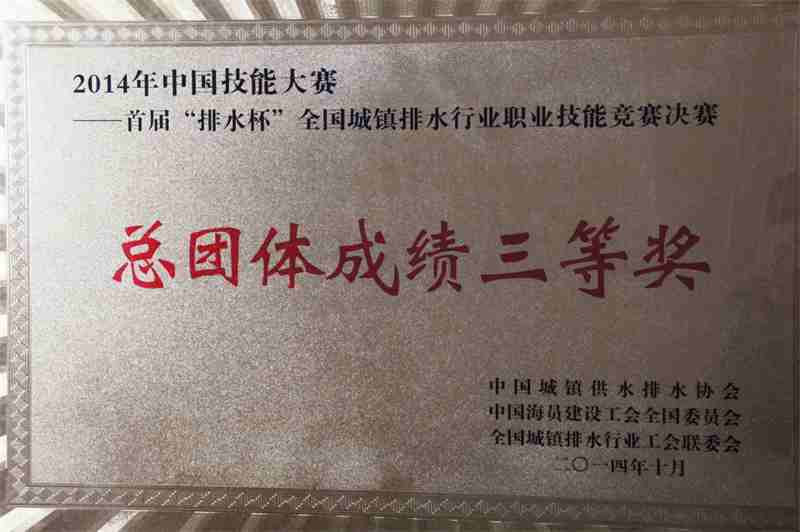 2014年中国技能大赛
——首届“排水杯”全国城镇排水行业职业技能竞赛决赛
总团体成绩三等奖
中国城镇供水排水协会
中国海员建设工会全国委员会
全国城镇排水行业工会联委会
二〇一四年十月